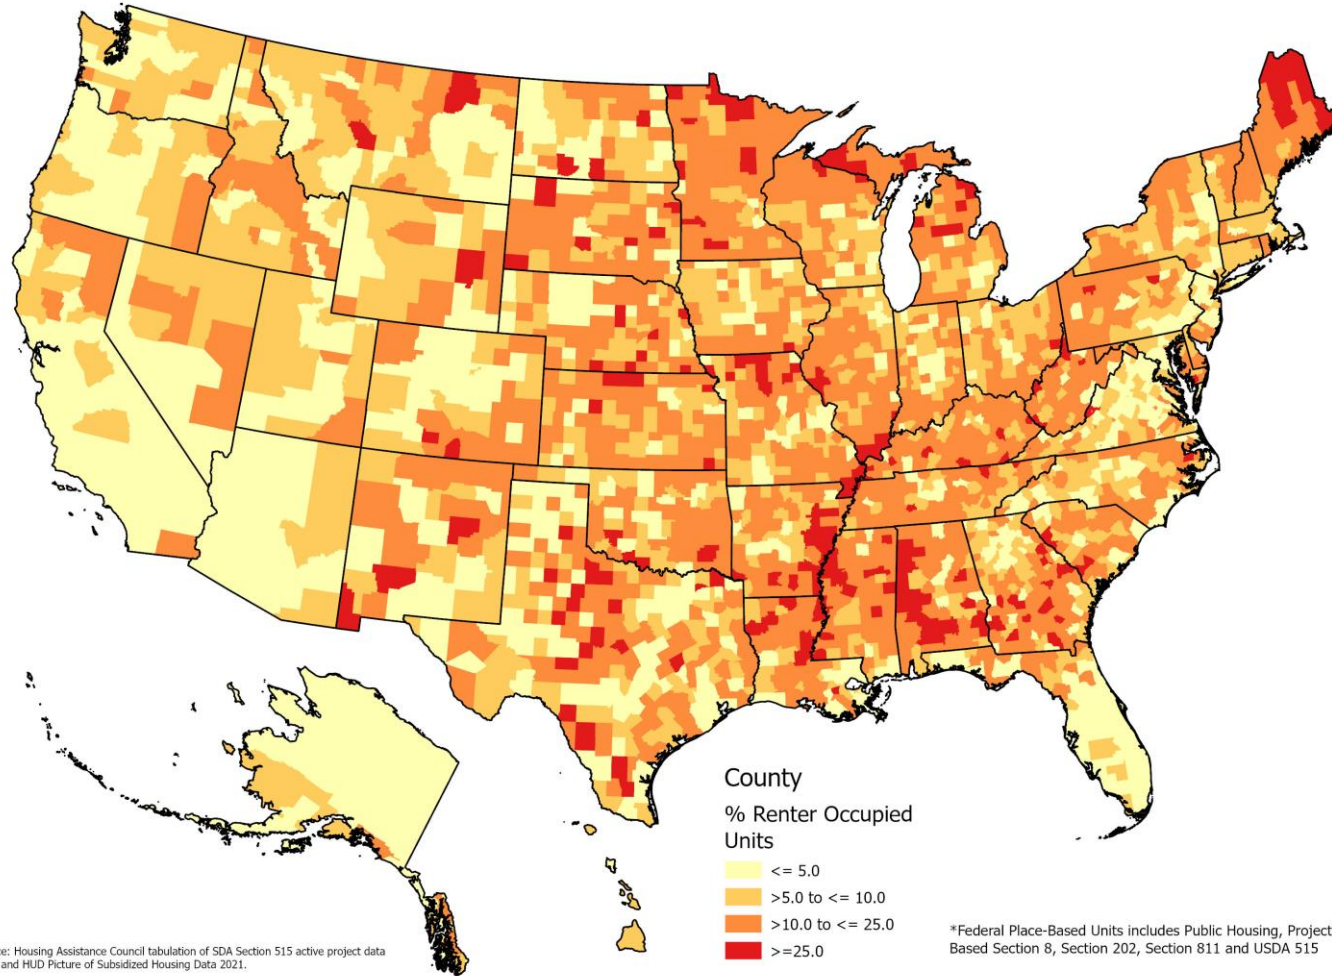 County
% Renter Occupied
Units
<= 5.0
>5.0 to <= 10.0
>10.0 to <= 25.0
>=25.0
*Federal Place-Based Units includes Public Housing, Project
Based Section 8, Section 202, Section 811 and USDA 515
ce: Housing Assistance Council tabulation of SDA Section 515 active project data
and HUD Picture of Subsidized Housing Data 2021.